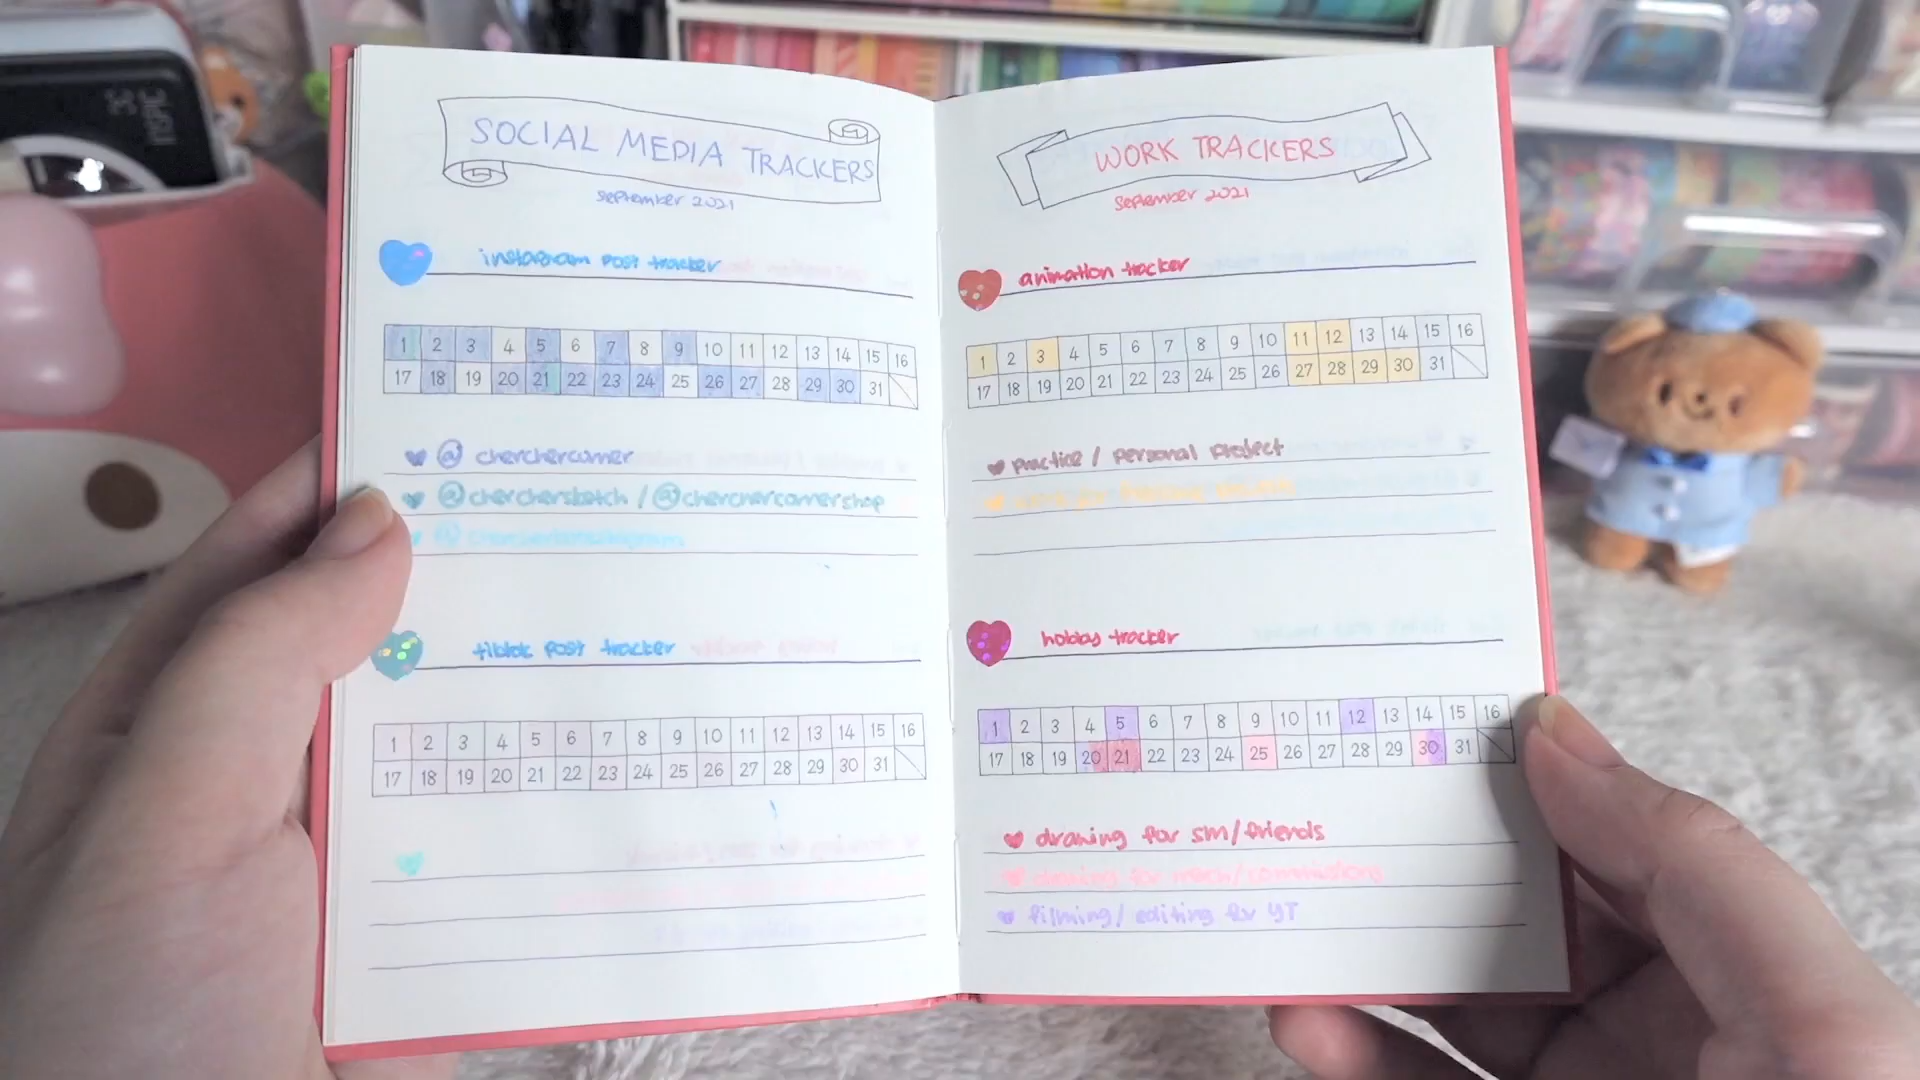 SOCIAL MEDIA TRACKERS
september 2021
instagram post tracker
1 2 3 4 5 6 7 8 9 10 11 12 13 14 15 16
17 18 19 20 21 22 23 24 25 26 27 28 29 30 31
@ cherchercorner
@cherchersketch / @cherchercornershop
tiktok post tracker
1 2 3 4 5 6 7 8 9 10 11 12 13 14 15 16
17 18 19 20 21 22 23 24 25 26 27 28 29 30 31
WORK TRACKERS
september 2021
animation tracker
1 2 3 4 5 6 7 8 9 10 11 12 13 14 15 16
17 18 19 20 21 22 23 24 25 26 27 28 29 30 31
practice / personal project
hobby tracker
1 2 3 4 5 6 7 8 9 10 11 12 13 14 15 16
17 18 19 20 21 22 23 24 25 26 27 28 29 30 31
drawing for sm/friends
drawing for merch/commissions
filming/ editing for YT